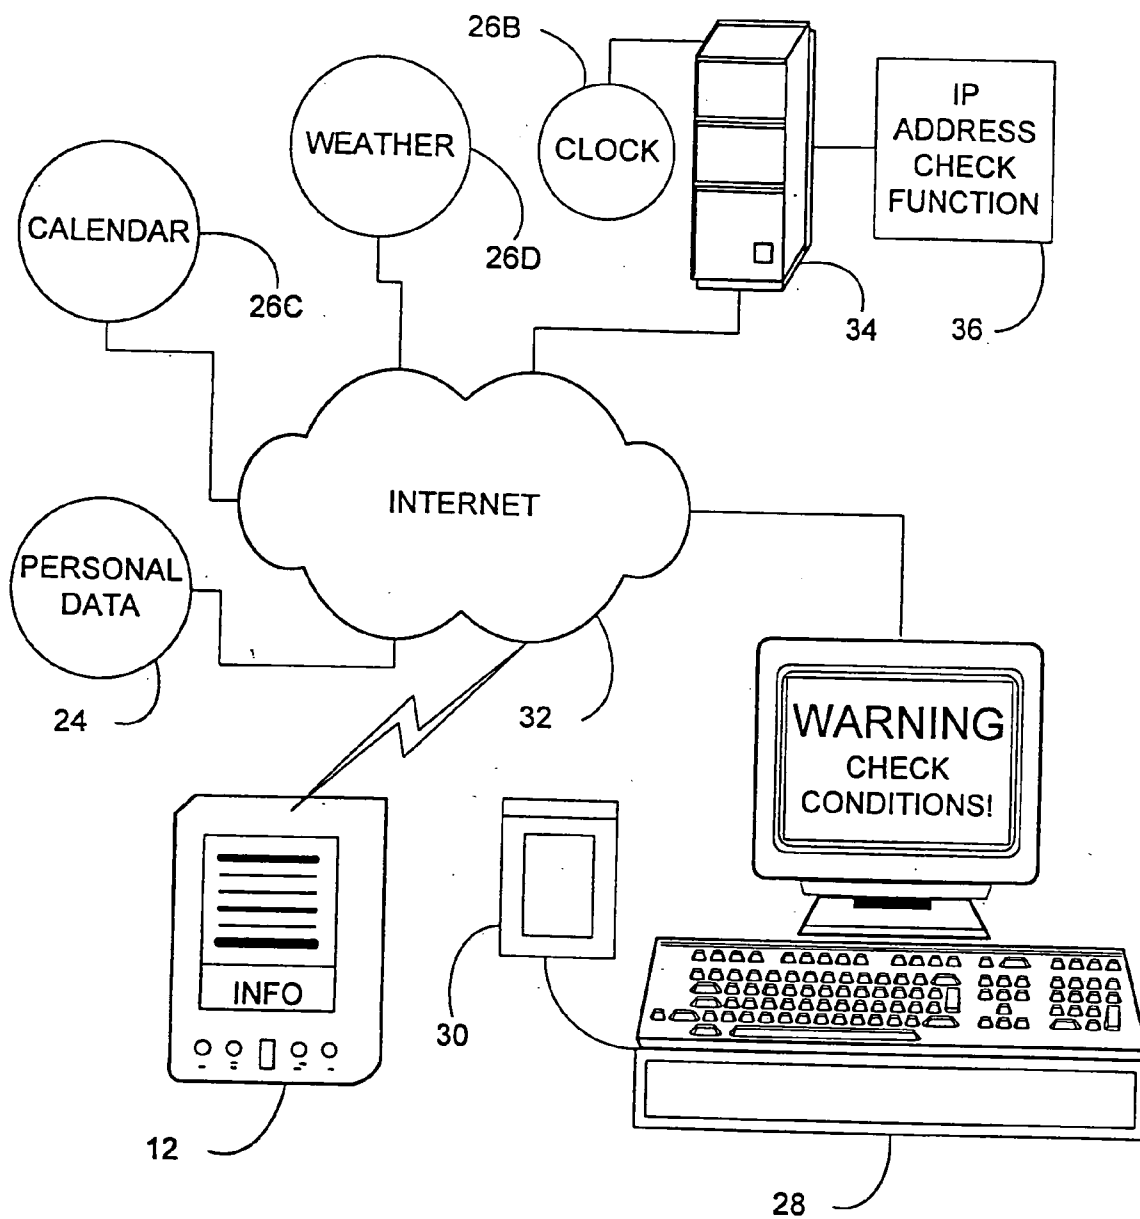 26B
WEATHER
CLOCK
IP
ADDRESS
CHECK
FUNCTION
CALENDAR
26D
26C
34
36
INTERNET
PERSONAL
DATA
24
32
WARNING
CHECK
CONDITIONS!
INFO
30
12
28